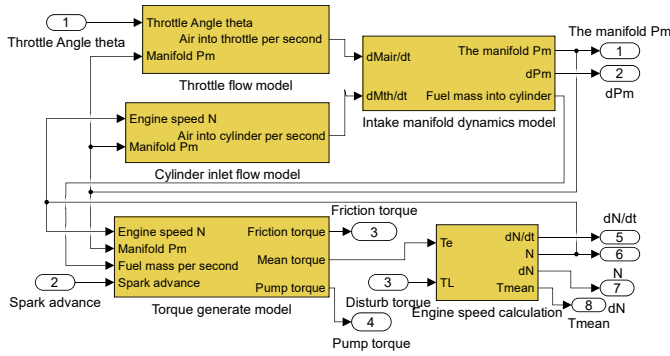 1
Throttle Angle theta
Throttle Angle theta
Air into throttle per second
Manifold Pm
Throttle flow model
dMair/dt
dMth/dt
The manifold Pm
dPm
Fuel mass into cylinder
Intake manifold dynamics model
The manifold Pm
1
2
dPm
Engine speed N
Air into cylinder per second
Manifold Pm
Cylinder inlet flow model
Engine speed N
Manifold Pm
Fuel mass per second
Spark advance
Friction torque
Mean torque
Pump torque
Torque generate model
2
Spark advance
Friction torque
3
4
Pump torque
3
Disturb torque
Te
TL
dN/dt
N
dN
Tmean
Engine speed calculation
dN/dt
5
6
N
7
8
dN
Tmean